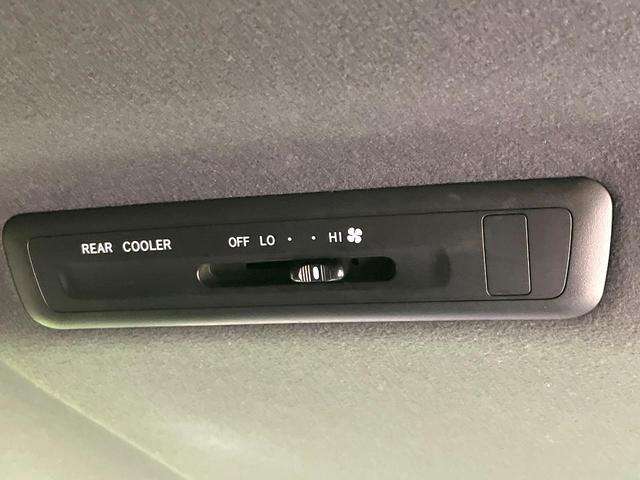 REAR COOLER OFF LO · · HI